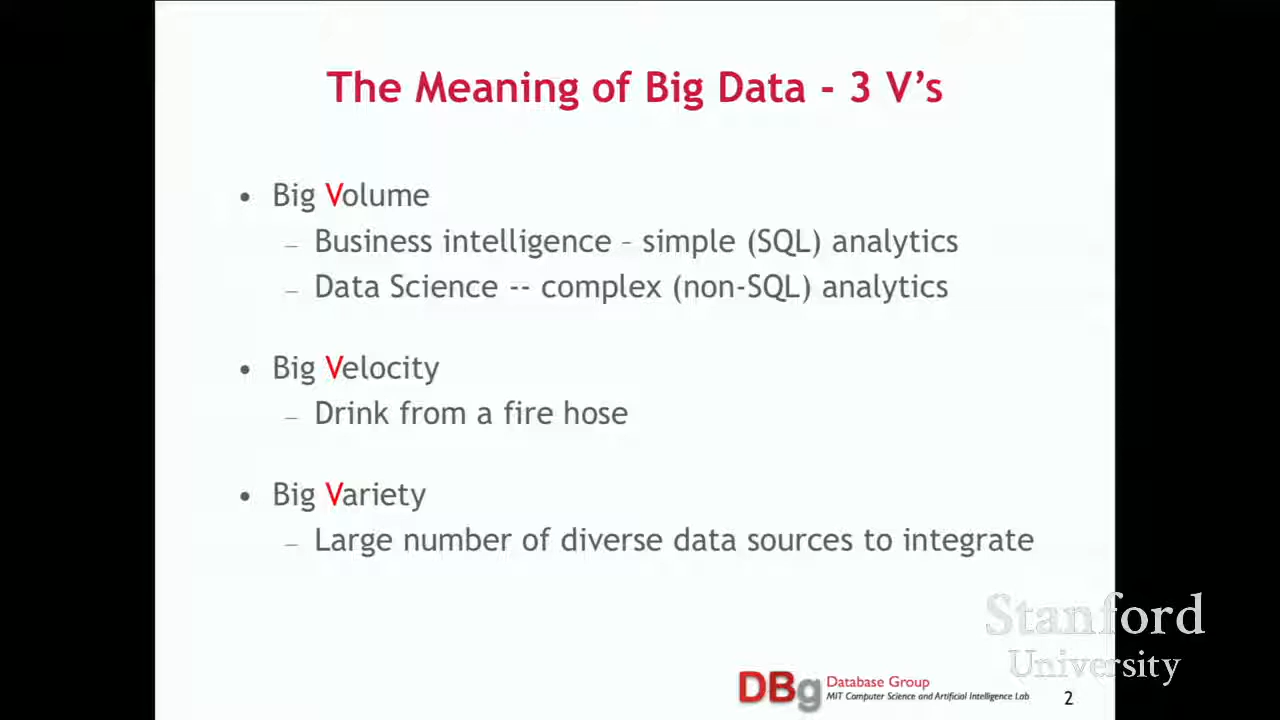 The Meaning of Big Data - 3 V's
• Big Volume
– Business intelligence – simple (SQL) analytics
– Data Science -- complex (non-SQL) analytics
• Big Velocity
– Drink from a fire hose
• Big Variety
– Large number of diverse data sources to integrate
Stanford
University
DBg
Database Group
MIT Computer Science and Artificial Intelligence Lab
2